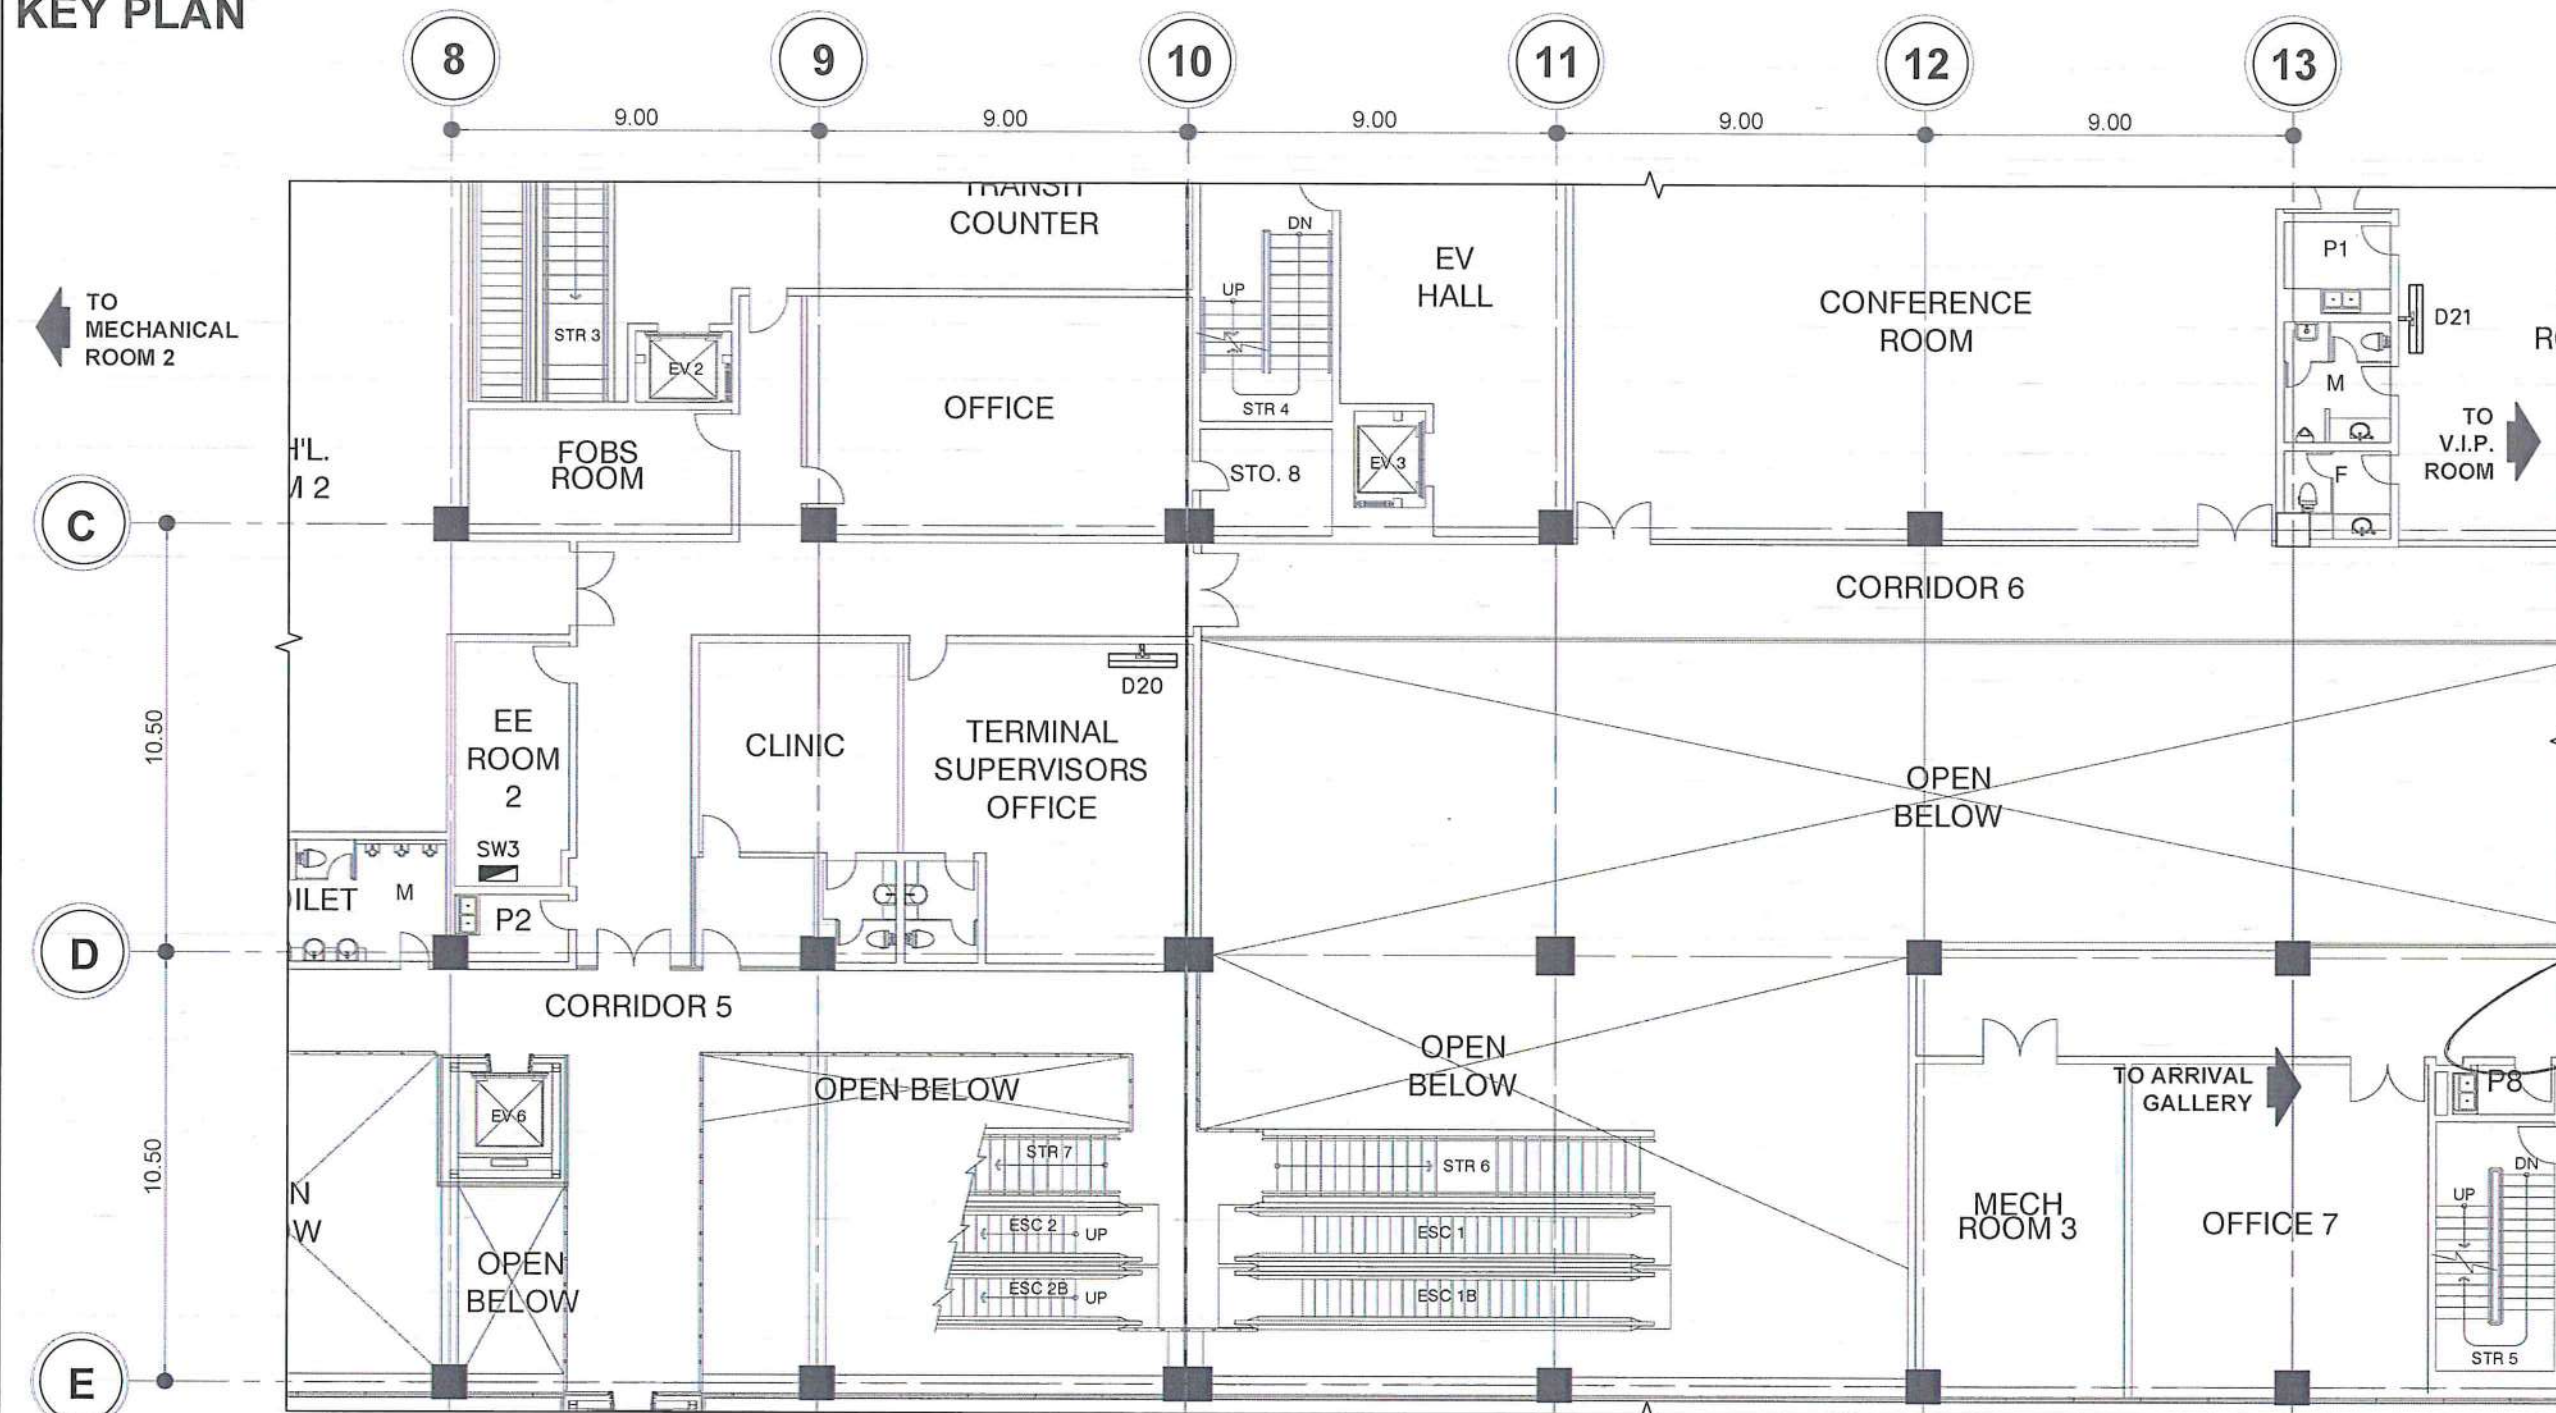 KEY PLAN
8
9
10
11
12
13
9.00
9.00
9.00
9.00
9.00
TRANSIT
COUNTER
DN
UP
STR 4
EV
HALL
CONFERENCE
ROOM
P1
D21
M
F
TO
V.I.P.
ROOM
TO
MECHANICAL
ROOM 2
STR 3
EV 2
OFFICE
FOBS
ROOM
H'L.
M 2
STO. 8
EV 3
C
CORRIDOR 6
D20
10.50
EE
ROOM
2
SW3
CLINIC
TERMINAL
SUPERVISORS
OFFICE
OPEN
BELOW
OILET
M
P2
D
CORRIDOR 5
OPEN BELOW
OPEN
BELOW
TO ARRIVAL
GALLERY
P8
EV 6
10.50
STR 7
STR 6
ESC 2
UP
ESC 1
ESC 2B
UP
ESC 1B
N
W
OPEN
BELOW
MECH
ROOM 3
OFFICE 7
DN
UP
STR 5
E